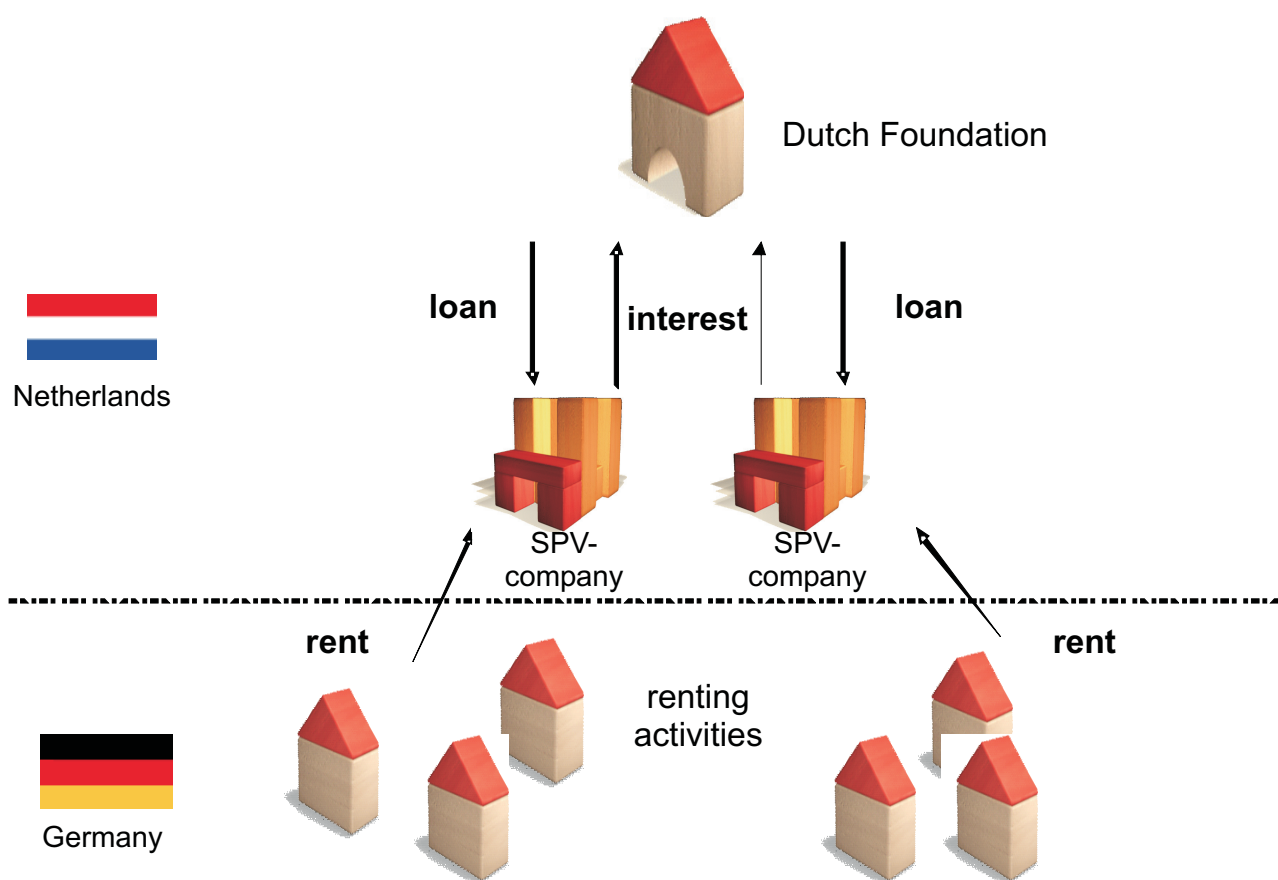 Dutch Foundation
loan
interest
loan
Netherlands
SPV-
company
SPV-
company
rent
rent
renting
activities
Germany